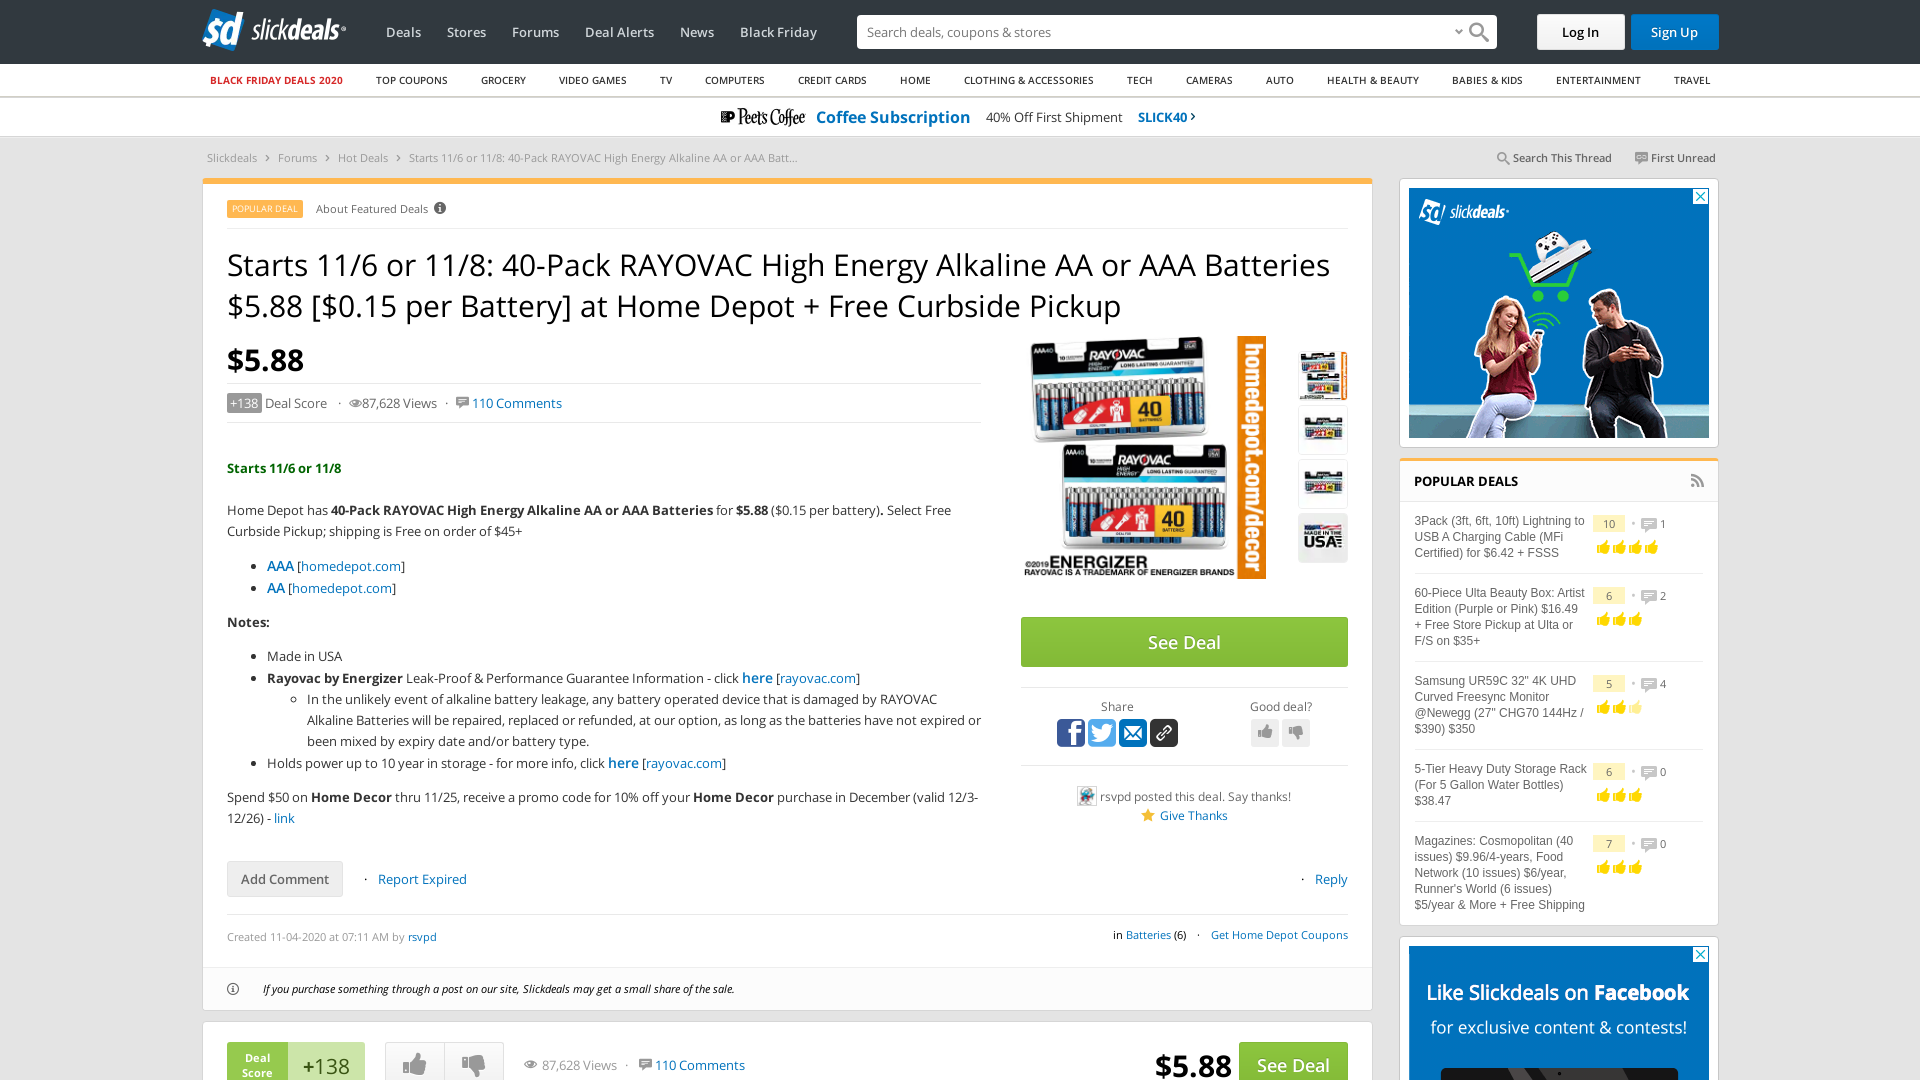 slickdeals
Deals
Stores
Forums
Deal Alerts
News
Black Friday
Search deals, coupons & stores
Log In
Sign Up
BLACK FRIDAY DEALS 2020
TOP COUPONS
GROCERY
VIDEO GAMES
TV
COMPUTERS
CREDIT CARDS
HOME
CLOTHING & ACCESSORIES
TECH
CAMERAS
AUTO
HEALTH & BEAUTY
BABIES & KIDS
ENTERTAINMENT
TRAVEL
Peet's Coffee Coffee Subscription 40% Off First Shipment SLICK40 ›
Slickdeals › Forums › Hot Deals › Starts 11/6 or 11/8: 40-Pack RAYOVAC High Energy Alkaline AA or AAA Batt...
Search This Thread
First Unread
POPULAR DEAL
About Featured Deals
Starts 11/6 or 11/8: 40-Pack RAYOVAC High Energy Alkaline AA or AAA Batteries
$5.88 [$0.15 per Battery] at Home Depot + Free Curbside Pickup
$5.88
+138 Deal Score · 87,628 Views · 110 Comments
Starts 11/6 or 11/8
Home Depot has 40-Pack RAYOVAC High Energy Alkaline AA or AAA Batteries for $5.88 ($0.15 per battery). Select Free
Curbside Pickup; shipping is Free on order of $45+
AAA [homedepot.com]
AA [homedepot.com]
Notes:
Made in USA
Rayovac by Energizer Leak-Proof & Performance Guarantee Information - click here [rayovac.com]
In the unlikely event of alkaline battery leakage, any battery operated device that is damaged by RAYOVAC
Alkaline Batteries will be repaired, replaced or refunded, at our option, as long as the batteries have not expired or
been mixed by expiry date and/or battery type.
Holds power up to 10 year in storage - for more info, click here [rayovac.com]
Spend $50 on Home Decor thru 11/25, receive a promo code for 10% off your Home Decor purchase in December (valid 12/3-
12/26) - link
Add Comment
· Report Expired
· Reply
Created 11-04-2020 at 07:11 AM by rsvpd
in Batteries (6) · Get Home Depot Coupons
If you purchase something through a post on our site, Slickdeals may get a small share of the sale.
RAYOVAC
HIGH ENERGY
LONG LASTING GUARANTEED
40
BATTERIES
RAYOVAC
HIGH ENERGY
LONG LASTING GUARANTEED
40
BATTERIES
homedepot.com/decor
©2019 ENERGIZER
RAYOVAC IS A TRADEMARK OF ENERGIZER BRANDS
MADE IN THE
USA
See Deal
Share
Good deal?
rsvpd posted this deal. Say thanks!
Give Thanks
slickdeals
POPULAR DEALS
3Pack (3ft, 6ft, 10ft) Lightning to
USB A Charging Cable (MFi
Certified) for $6.42 + FSSS
10 · 1
60-Piece Ulta Beauty Box: Artist
Edition (Purple or Pink) $16.49
+ Free Store Pickup at Ulta or
F/S on $35+
6 · 2
Samsung UR59C 32" 4K UHD
Curved Freesync Monitor
@Newegg (27" CHG70 144Hz /
$390) $350
5 · 4
5-Tier Heavy Duty Storage Rack
(For 5 Gallon Water Bottles)
$38.47
6 · 0
Magazines: Cosmopolitan (40
issues) $9.96/4-years, Food
Network (10 issues) $6/year,
Runner's World (6 issues)
$5/year & More + Free Shipping
7 · 0
Like Slickdeals on Facebook
for exclusive content & contests!
Deal
Score
+138
87,628 Views · 110 Comments
$5.88
See Deal